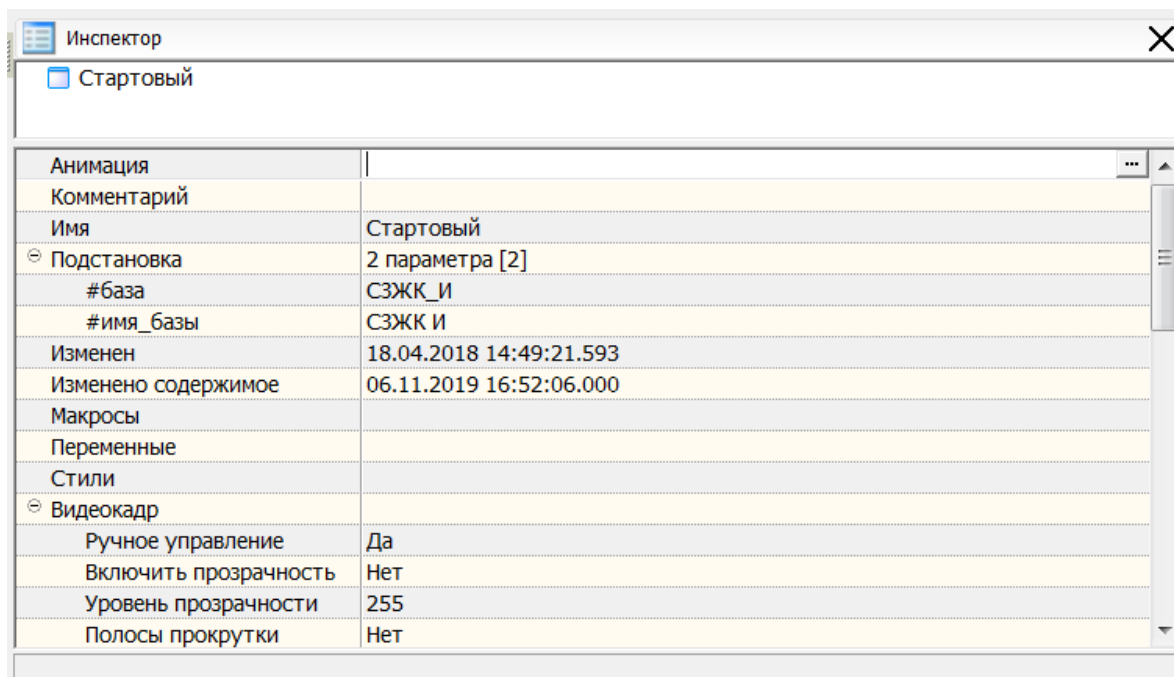 Инспектор
Стартовый
Анимация
Комментарий
Имя Стартовый
Подстановка 2 параметра [2]
#база СЗЖК_И
#имя_базы СЗЖК И
Изменен 18.04.2018 14:49:21.593
Изменено содержимое 06.11.2019 16:52:06.000
Макросы
Переменные
Стили
Видеокадр
Ручное управление Да
Включить прозрачность Нет
Уровень прозрачности 255
Полосы прокрутки Нет